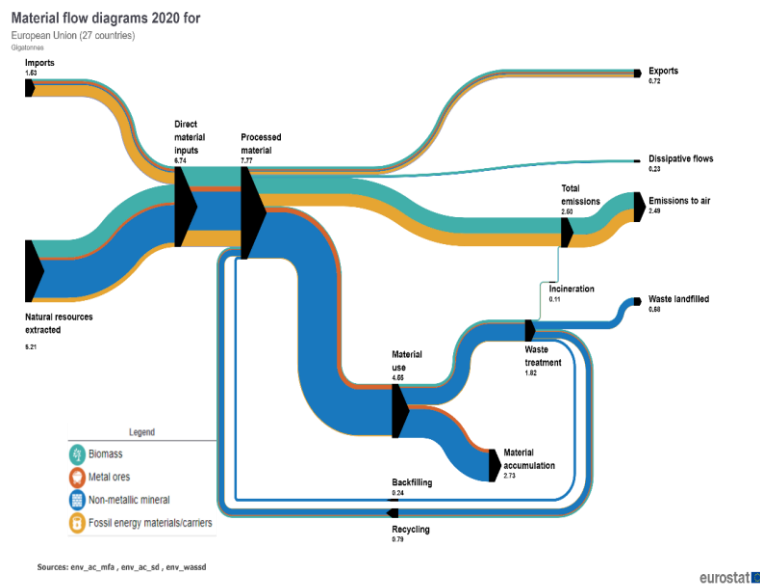 Material flow diagrams 2020 for
European Union (27 countries)
Gigatonnes
Imports
1.53
Exports
0.72
Direct
material
inputs
6.74
Processed
material
7.77
Dissipative flows
0.23
Total
emissions
2.50
Emissions to air
2.49
Natural resources
extracted
5.21
Incineration
0.11
Waste landfilled
0.68
Material
use
4.55
Waste
treatment
1.82
Material
accumulation
2.73
Backfilling
0.24
Recycling
0.79
Legend
Biomass
Metal ores
Non-metallic mineral
Fossil energy materials/carriers
Sources: env_ac_mfa , env_ac_sd , env_wassd
eurostat